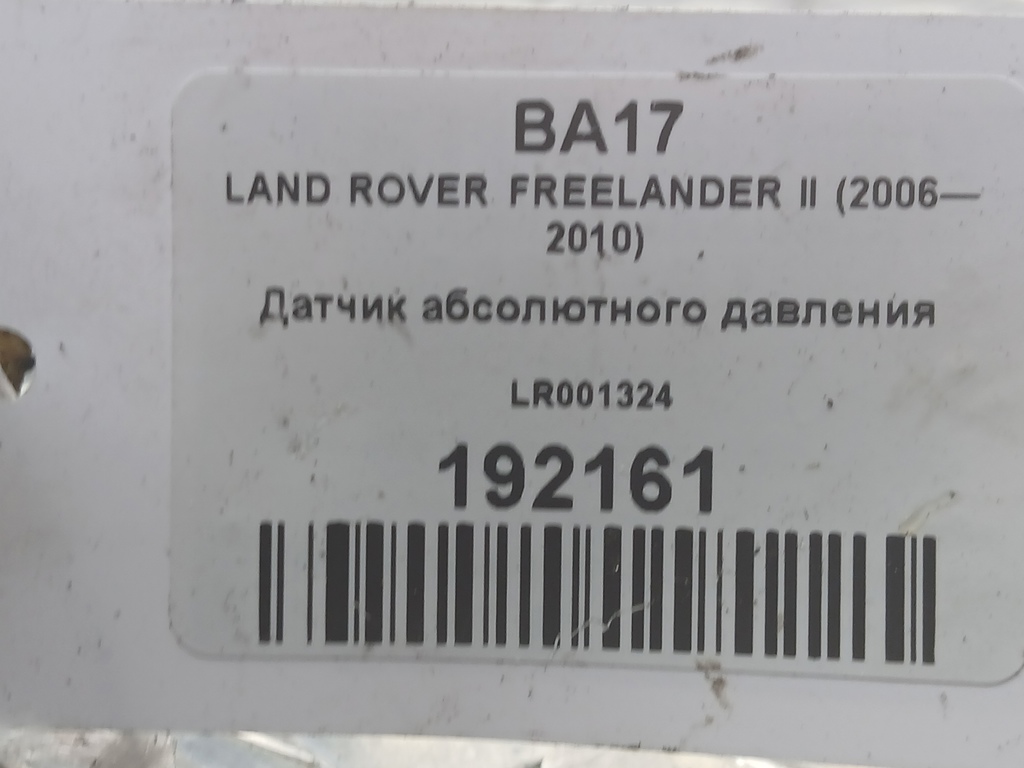 BA17
LAND ROVER FREELANDER II (2006—
2010)
Датчик абсолютного давления
LR001324
192161